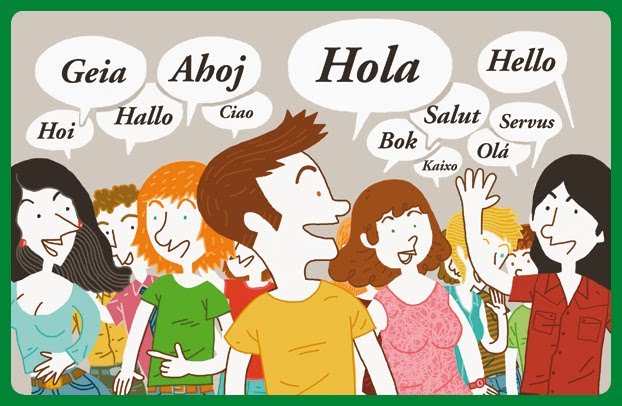 Geia
Ahoj
Hola
Hello
Hoi
Hallo
Ciao
Bok
Salut
Servus
Kaixo
Olá